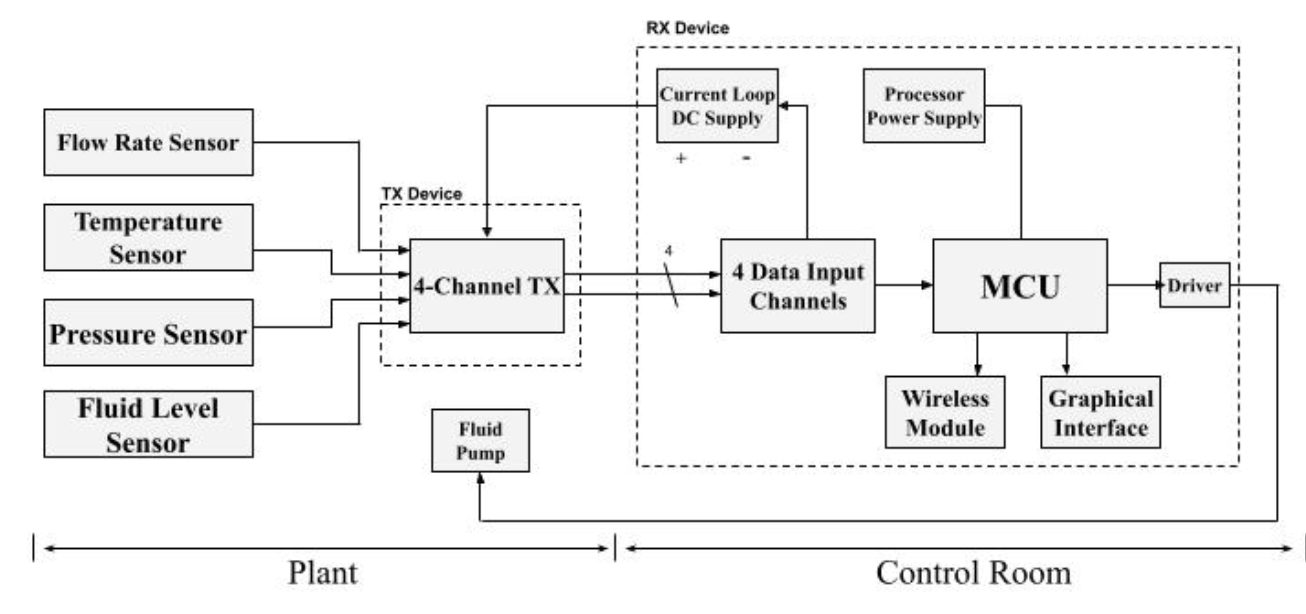 RX Device
Current Loop
DC Supply
+ -
Processor
Power Supply
Flow Rate Sensor
TX Device
Temperature
Sensor
4-Channel TX
4
4 Data Input
Channels
MCU
Driver
Pressure Sensor
Fluid Level
Sensor
Fluid
Pump
Wireless
Module
Graphical
Interface
Plant
Control Room